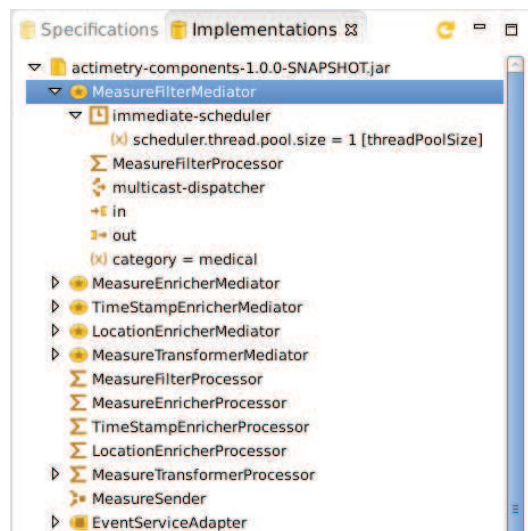 Specifications Implementations
actimetry-components-1.0.0-SNAPSHOT.jar
MeasureFilterMediator
immediate-scheduler
(x) scheduler.thread.pool.size = 1 [threadPoolSize]
MeasureFilterProcessor
multicast-dispatcher
in
out
(x) category = medical
MeasureEnricherMediator
TimeStampEnricherMediator
LocationEnricherMediator
MeasureTransformerMediator
MeasureFilterProcessor
MeasureEnricherProcessor
TimeStampEnricherProcessor
LocationEnricherProcessor
MeasureTransformerProcessor
MeasureSender
EventServiceAdapter